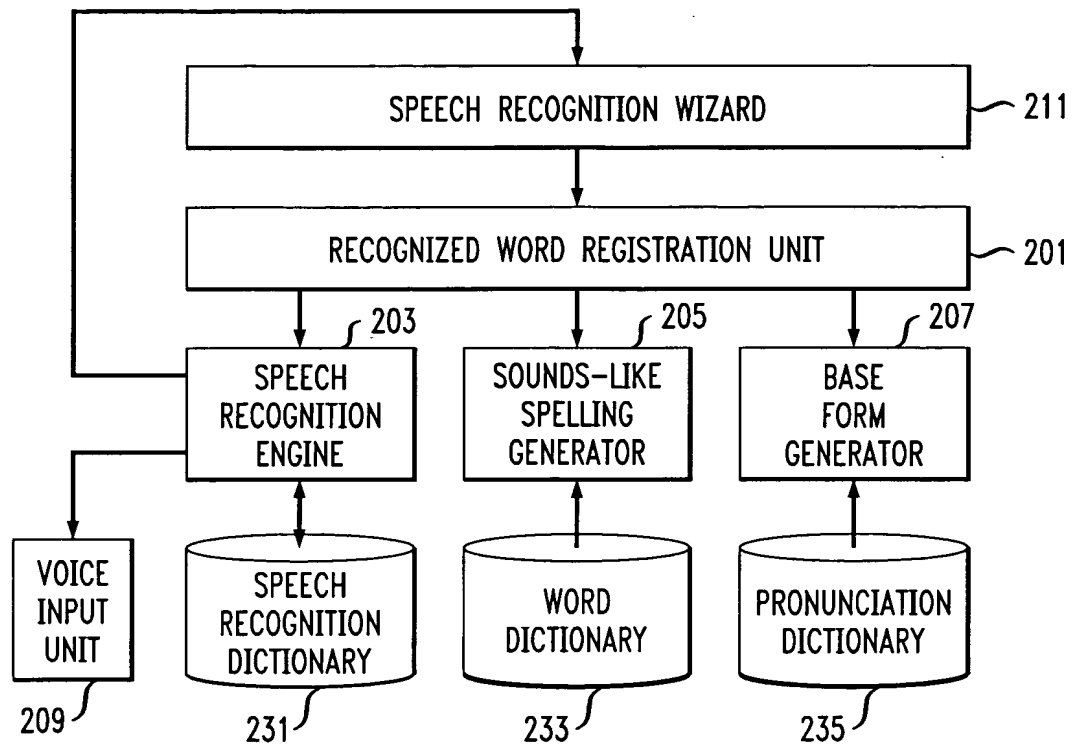 SPEECH RECOGNITION WIZARD
211
RECOGNIZED WORD REGISTRATION UNIT
201
203
205
207
SPEECH
RECOGNITION
ENGINE
SOUNDS-LIKE
SPELLING
GENERATOR
BASE
FORM
GENERATOR
VOICE
INPUT
UNIT
SPEECH
RECOGNITION
DICTIONARY
WORD
DICTIONARY
PRONUNCIATION
DICTIONARY
209
231
233
235